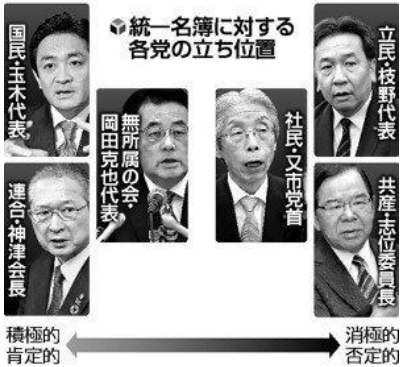 統一名簿に対する
各党の立ち位置
国民・玉木代表
無所属の会・
岡田克也代表
社民・又市党首
立民・枝野代表
連合・神津会長
共産・志位委員長
積極的
肯定的
消極的
否定的